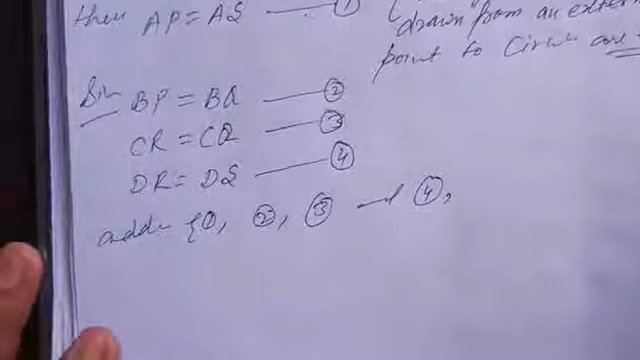 then AP = AS —— ①
drawn from an exter
point to Circle are
Sim BP = BQ —— ②
CR = CQ —— ③
DR = DS —— ④
adde ①, ②, ③ and ④,